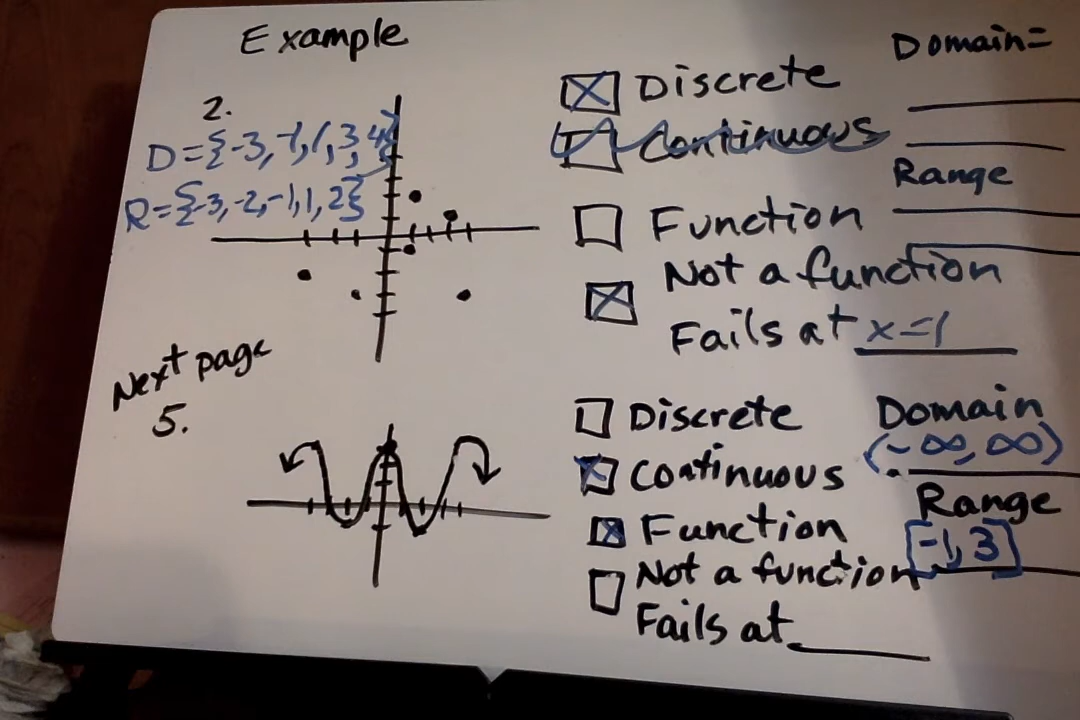 Example
2.
D={-3,-1,1,3,4}
R={-3,-2,-1,1,2}
Discrete
Continuous
Function
Not a function
Fails at x=1
Domain=
Range
Next page
5.
Discrete
Continuous
Function
Not a function
Fails at
Domain
(-∞,∞)
Range
[-1,3]